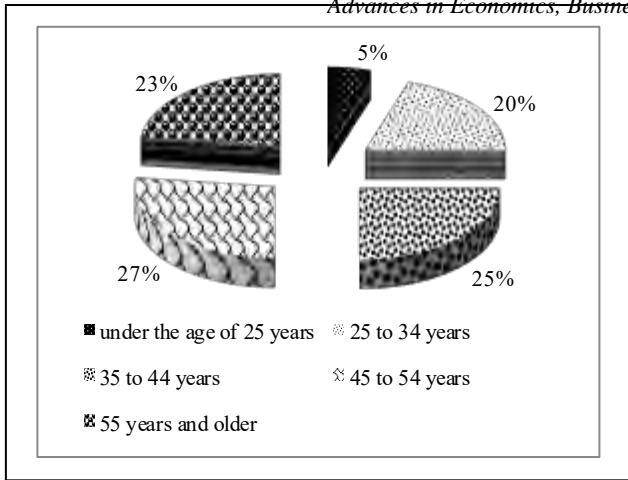 Advances in Economics, Busine
5%
23%
20%
27%
25%
under the age of 25 years
25 to 34 years
35 to 44 years
45 to 54 years
55 years and older